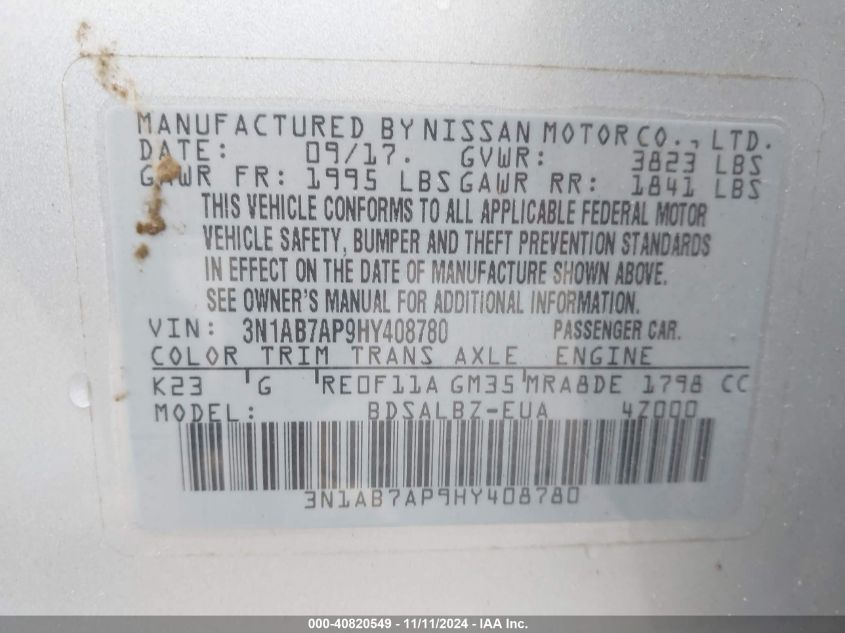 MANUFACTURED BY NISSAN MOTOR CO., LTD.
DATE: 09/17. GVWR: 3823 LBS
GAWR FR: 1995 LBS GAWR RR: 1841 LBS
THIS VEHICLE CONFORMS TO ALL APPLICABLE FEDERAL MOTOR
VEHICLE SAFETY, BUMPER AND THEFT PREVENTION STANDARDS
IN EFFECT ON THE DATE OF MANUFACTURE SHOWN ABOVE.
SEE OWNER'S MANUAL FOR ADDITIONAL INFORMATION.
VIN: 3N1AB7AP9HY408780 PASSENGER CAR.
COLOR TRIM TRANS AXLE ENGINE
K23 G RE0F11A GM35 MRA8DE 1798 CC
MODEL: BDSALBZ-EUA 4Z000
3N1AB7AP9HY408780
000-40820549 - 11/11/2024 - IAA Inc.